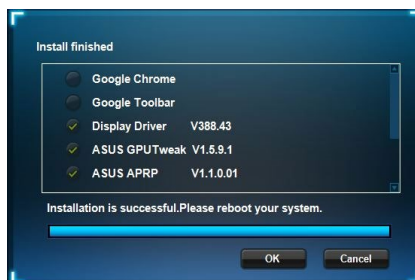 Install finished
Google Chrome
Google Toolbar
Display Driver V388.43
ASUS GPUTweak V1.5.9.1
ASUS APRP V1.1.0.01
Installation is successful.Please reboot your system.
OK Cancel